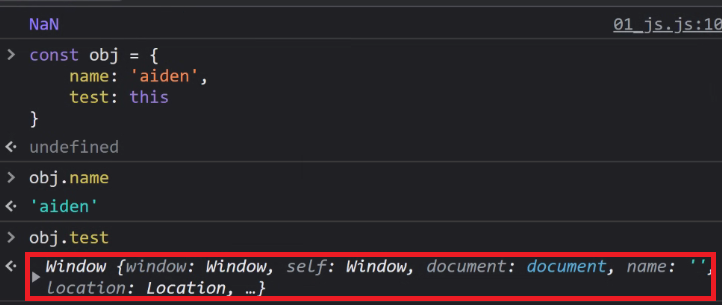 NaN 01_js.js:10
> const obj = {
name: 'aiden',
test: this
}
<· undefined
> obj.name
<· 'aiden'
> obj.test
<· ▶ Window {window: Window, self: Window, document: document, name: '',
location: Location, …}